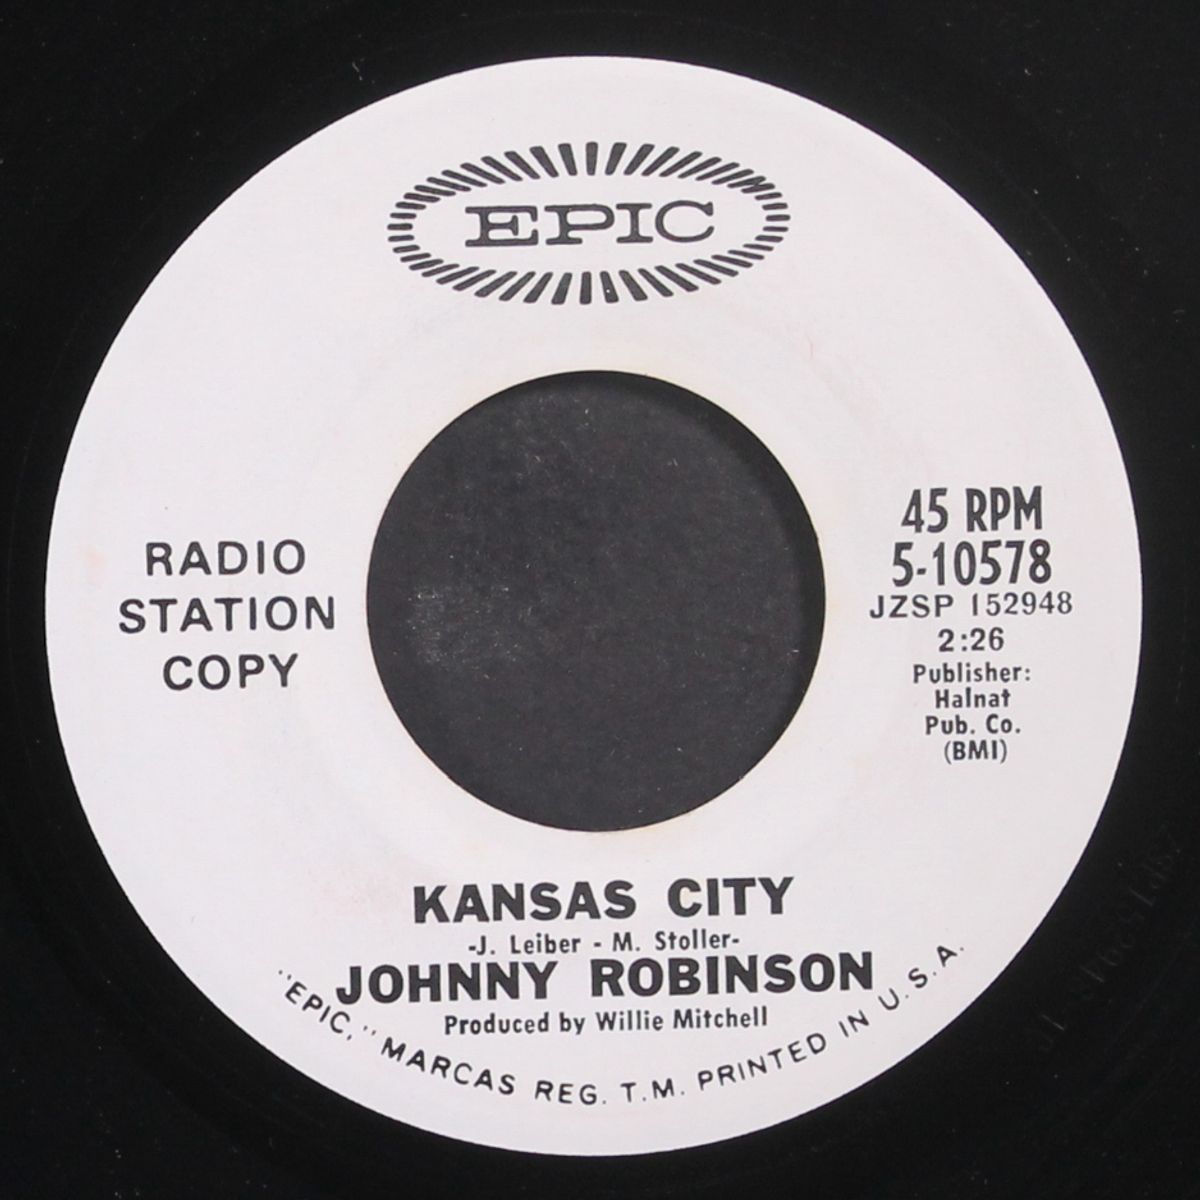 EPIC
RADIO
STATION
COPY
45 RPM
5-10578
JZSP 152948
2:26
Publisher:
Halnat
Pub. Co.
(BMI)
KANSAS CITY
-J. Leiber - M. Stoller-
JOHNNY ROBINSON
Produced by Willie Mitchell
"EPIC," MARCAS REG. T.M. PRINTED IN U.S.A.